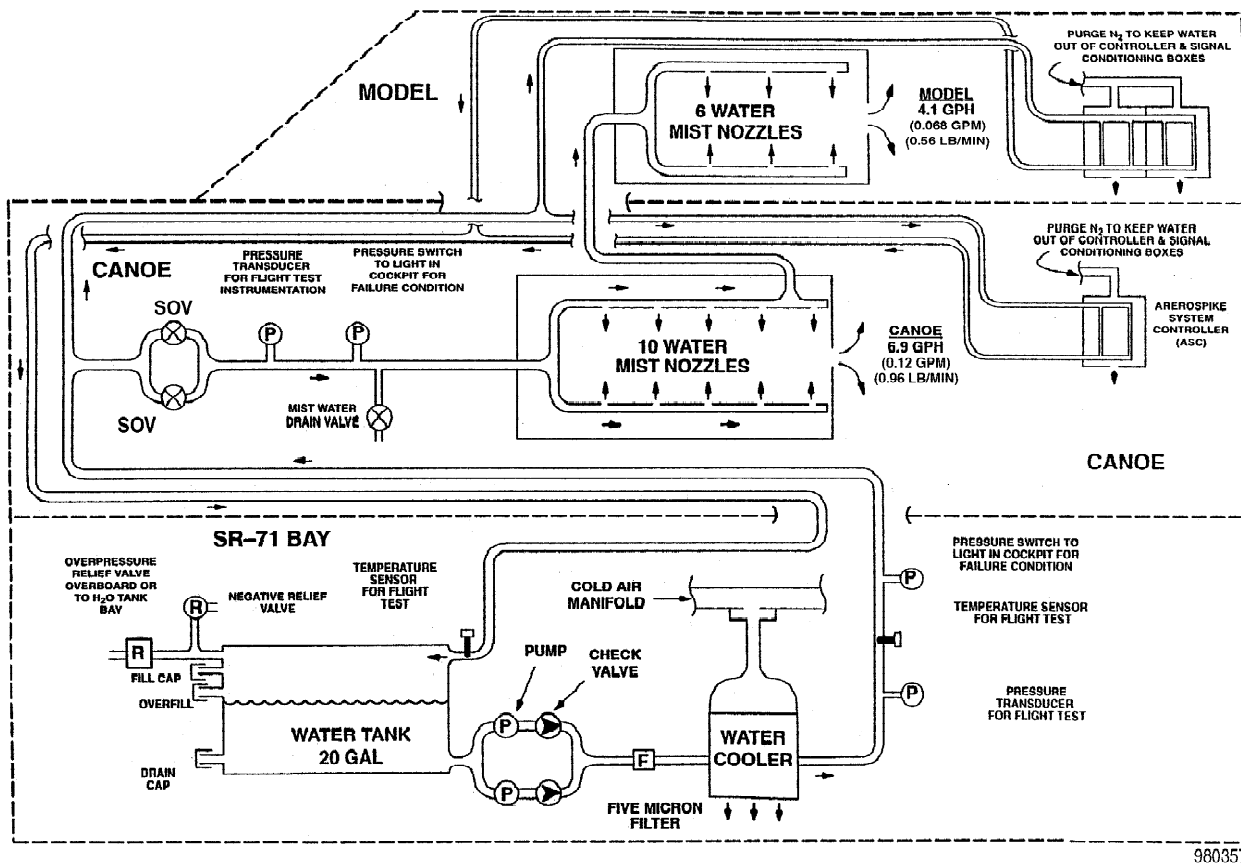 PURGE N2 TO KEEP WATER
OUT OF CONTROLLER & SIGNAL
CONDITIONING BOXES
MODEL
6 WATER
MIST NOZZLES
MODEL
4.1 GPH
(0.068 GPM)
(0.56 LB/MIN)
CANOE
PRESSURE
TRANSDUCER
FOR FLIGHT TEST
INSTRUMENTATION
PRESSURE SWITCH
TO LIGHT IN
COCKPIT FOR
FAILURE CONDITION
PURGE N2 TO KEEP WATER
OUT OF CONTROLLER & SIGNAL
CONDITIONING BOXES
SOV
P
P
10 WATER
MIST NOZZLES
CANOE
6.9 GPH
(0.12 GPM)
(0.96 LB/MIN)
AREROSPIKE
SYSTEM
CONTROLLER
(ASC)
SOV
MIST WATER
DRAIN VALVE
CANOE
SR-71 BAY
OVERPRESSURE
RELIEF VALVE
OVERBOARD OR
TO H2O TANK
BAY
NEGATIVE RELIEF
VALVE
R
R
TEMPERATURE
SENSOR
FOR FLIGHT
TEST
COLD AIR
MANIFOLD
PRESSURE SWITCH TO
LIGHT IN COCKPIT FOR
FAILURE CONDITION
P
TEMPERATURE SENSOR
FOR FLIGHT TEST
FILL CAP
OVERFILL
PUMP
CHECK
VALVE
P
PRESSURE
TRANSDUCER
FOR FLIGHT TEST
WATER TANK
20 GAL
P
P
F
WATER
COOLER
DRAIN
CAP
FIVE MICRON
FILTER
980357